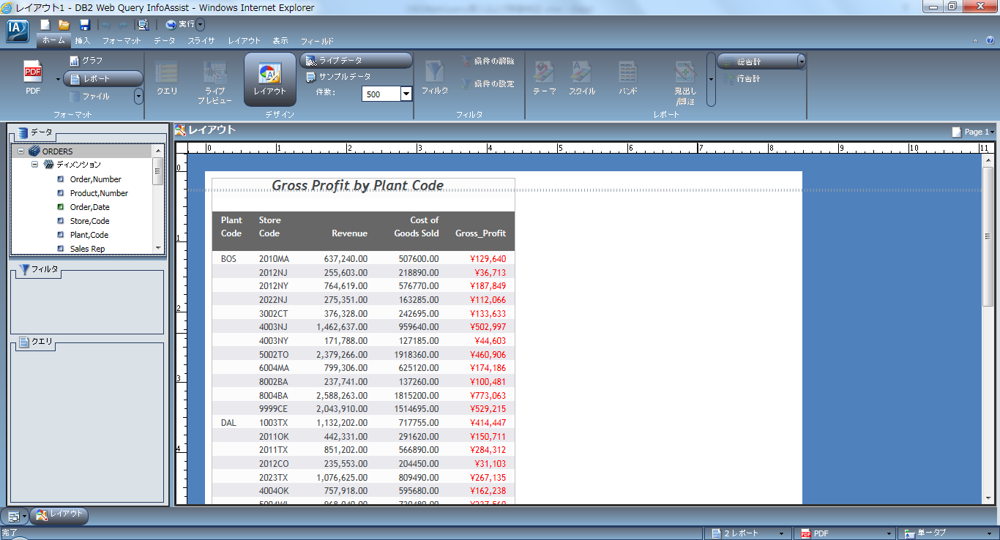 レイアウト1 - DB2 Web Query InfoAssist - Windows Internet Explorer
IA
実行
ホーム 挿入 フォーマット データ スライサ レイアウト 表示 フィールド
PDF
PDF
グラフ
レポート
ファイル
フォーマット
クエリ
ライブ
プレビュー
レイアウト
ライブデータ
サンプルデータ
件数: 500
デザイン
フィルタ
条件の解除
条件の設定
フィルタ
テーマ
スタイル
バンド
見出し
/脚注
総合計
行合計
レポート
データ
ORDERS
ディメンション
Order,Number
Product,Number
Order,Date
Store,Code
Plant,Code
Sales Rep
フィルタ
クエリ
レイアウト
Page 1
0 1 2 3 4 5 6 7 8 9 10 11
0
1
2
3
4
Gross Profit by Plant Code
Plant Store Cost of
Code Code Revenue Goods Sold Gross_Profit
BOS 2010MA 637,240.00 507600.00 ¥129,640
2012NJ 255,603.00 218890.00 ¥36,713
2012NY 764,619.00 576770.00 ¥187,849
2022NJ 275,351.00 163285.00 ¥112,066
3002CT 376,328.00 242695.00 ¥133,633
4003NJ 1,462,637.00 959640.00 ¥502,997
4003NY 171,788.00 127185.00 ¥44,603
5002TO 2,379,266.00 1918360.00 ¥460,906
6004MA 799,306.00 625120.00 ¥174,186
8002BA 237,741.00 137260.00 ¥100,481
8004BA 2,588,263.00 1815200.00 ¥773,063
9999CE 2,043,910.00 1514695.00 ¥529,215
DAL 1003TX 1,132,202.00 717755.00 ¥414,447
2011OK 442,331.00 291620.00 ¥150,711
2011TX 851,202.00 566890.00 ¥284,312
2012CO 235,553.00 204450.00 ¥31,103
2023TX 1,076,625.00 809490.00 ¥267,135
4004OK 757,918.00 595680.00 ¥162,238
レイアウト
完了
2 レポート
PDF
単一タブ